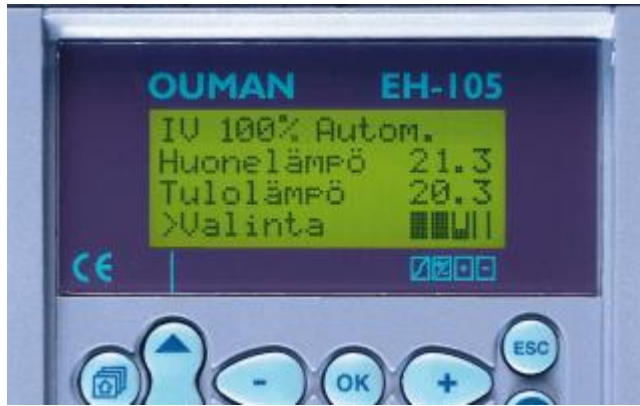 OUMAN EH-105
IV 100% Autom.
Huonelämpö 21.3
Tulolämpö 20.3
>Valinta
CE
ESC
- OK +